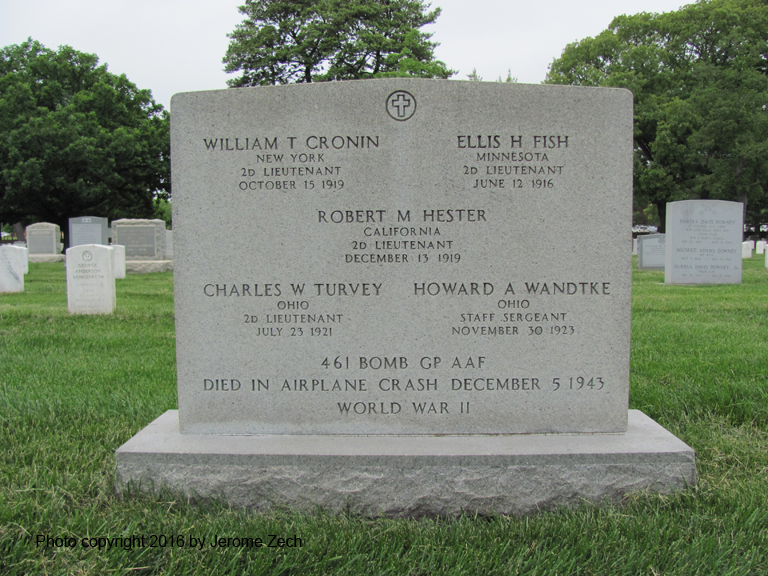 WILLIAM T CRONIN
NEW YORK
2D LIEUTENANT
OCTOBER 15 1919
ELLIS H FISH
MINNESOTA
2D LIEUTENANT
JUNE 12 1916
ROBERT M HESTER
CALIFORNIA
2D LIEUTENANT
DECEMBER 13 1919
CHARLES W TURVEY
OHIO
2D LIEUTENANT
JULY 23 1921
HOWARD A WANDTKE
OHIO
STAFF SERGEANT
NOVEMBER 30 1923
461 BOMB GP AAF
DIED IN AIRPLANE CRASH DECEMBER 5 1943
WORLD WAR II
Photo copyright 2016 by Jerome Zech